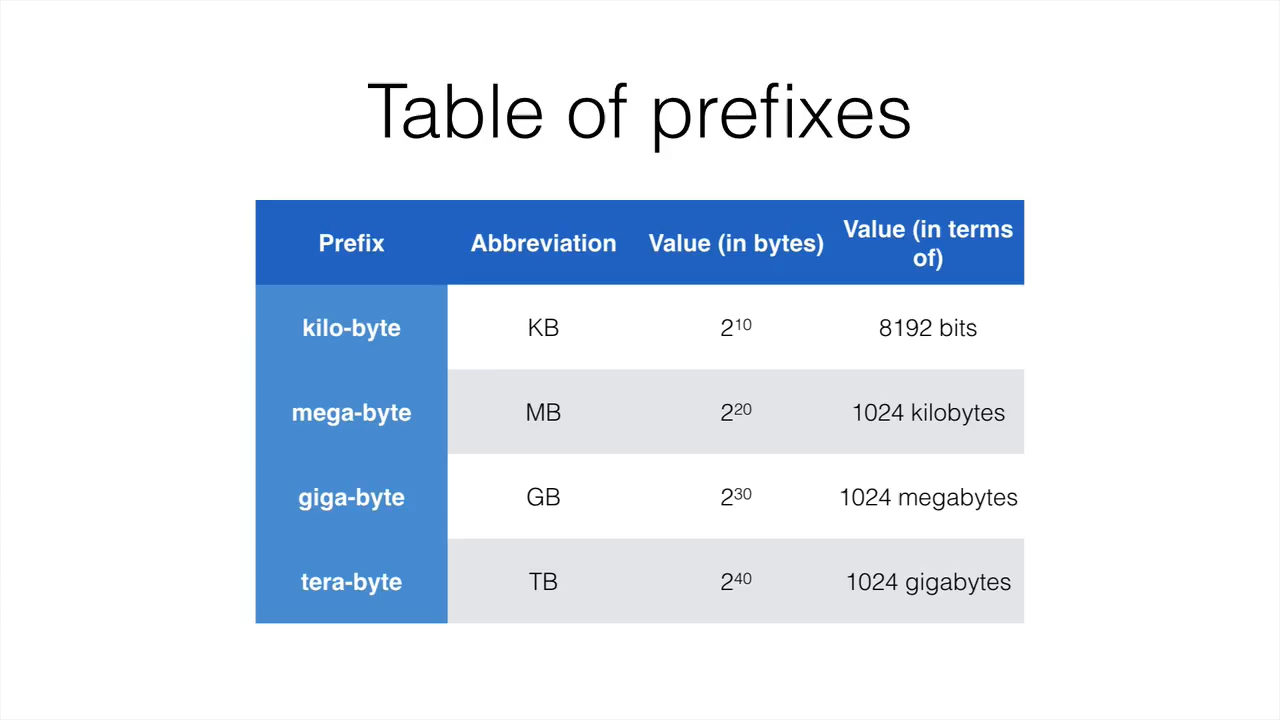 Table of prefixes
Prefix Abbreviation Value (in bytes) Value (in terms of)
kilo-byte KB 2¹⁰ 8192 bits
mega-byte MB 2²⁰ 1024 kilobytes
giga-byte GB 2³⁰ 1024 megabytes
tera-byte TB 2⁴⁰ 1024 gigabytes